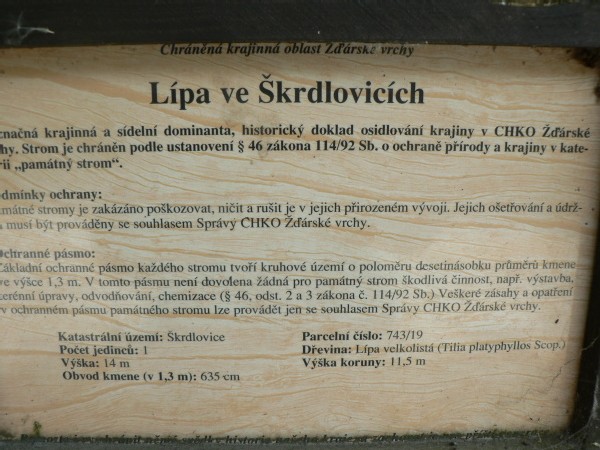 Chráněná krajinná oblast Žďárské vrchy
Lípa ve Škrdlovicích
značná krajinná a sídelní dominanta, historický doklad osidlování krajiny v CHKO Žďárské
hy. Strom je chráněn podle ustanovení § 46 zákona 114/92 Sb. o ochraně přírody a krajiny v kate-
rii „památný strom“.
odmínky ochrany:
amátné stromy je zakázáno poškozovat, ničit a rušit je v jejich přirozeném vývoji. Jejich ošetřování a údrž-
musí být prováděny se souhlasem Správy CHKO Žďárské vrchy.
Ochranné pásmo:
Základní ochranné pásmo každého stromu tvoří kruhové území o poloměru desetinásobku průměrů kmene
ve výšce 1,3 m. V tomto pásmu není dovolena žádná pro památný strom škodlivá činnost, např. výstavba,
terénní úpravy, odvodňování, chemizace (§ 46, odst. 2 a 3 zákona č. 114/92 Sb.) Veškeré zásahy a opatření
v ochranném pásmu památného stromu lze provádět jen se souhlasem Správy CHKO Žďárské vrchy.
Katastrální území: Škrdlovice
Počet jedinců: 1
Výška: 14 m
Obvod kmene (v 1,3 m): 635 cm
Parcelní číslo: 743/19
Dřevina: Lípa velkolistá (Tilia platyphyllos Scop.)
Výška koruny: 11,5 m